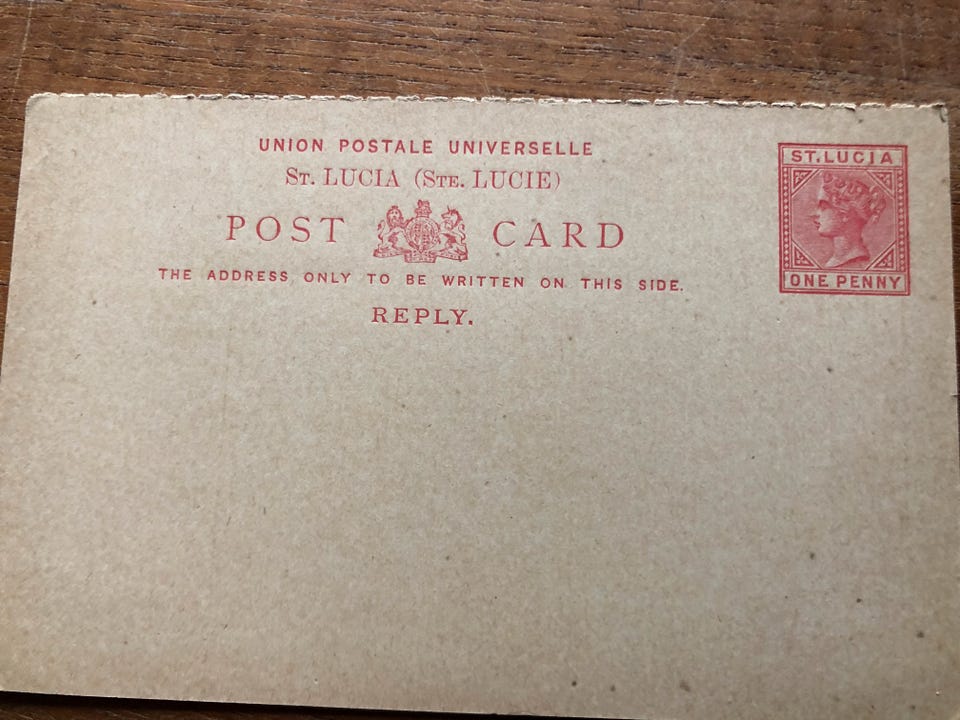 UNION POSTALE UNIVERSELLE
ST. LUCIA (STE. LUCIE)
POST CARD
THE ADDRESS ONLY TO BE WRITTEN ON THIS SIDE.
REPLY.
ST. LUCIA
ONE PENNY